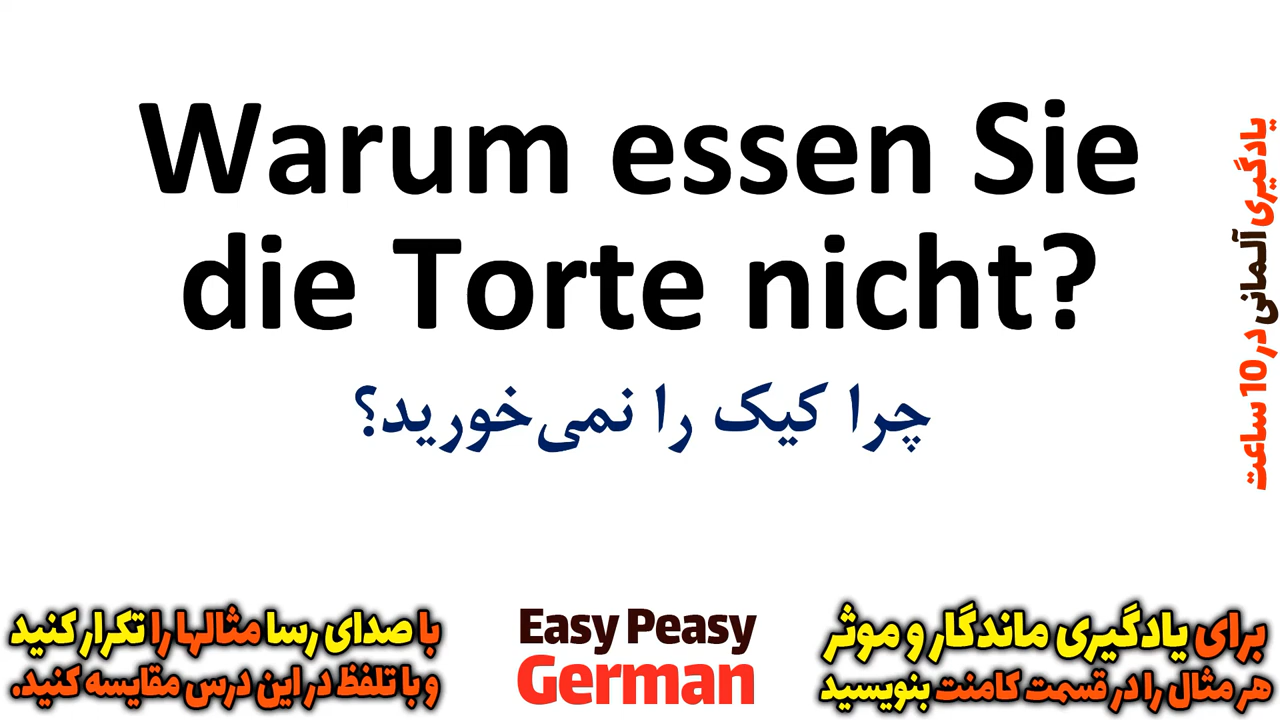 Warum essen Sie
die Torte nicht?
چرا کیک را نمی‌خورید؟
یادگیری آلمانی در 10 ساعت
با صدای رسا مثالها را تکرار کنید
و با تلفظ در این درس مقایسه کنید.
Easy Peasy
German
برای یادگیری ماندگار و موثر
هر مثال را در قسمت کامنت بنویسید